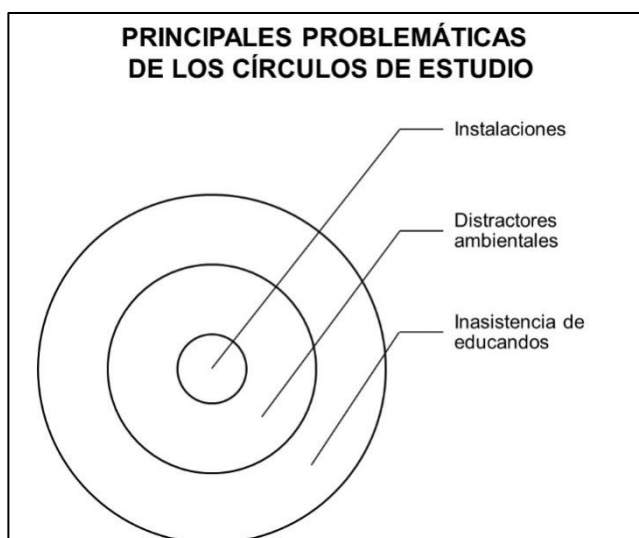 PRINCIPALES PROBLEMÁTICAS
DE LOS CÍRCULOS DE ESTUDIO
Instalaciones
Distractores
ambientales
Inasistencia de
educandos